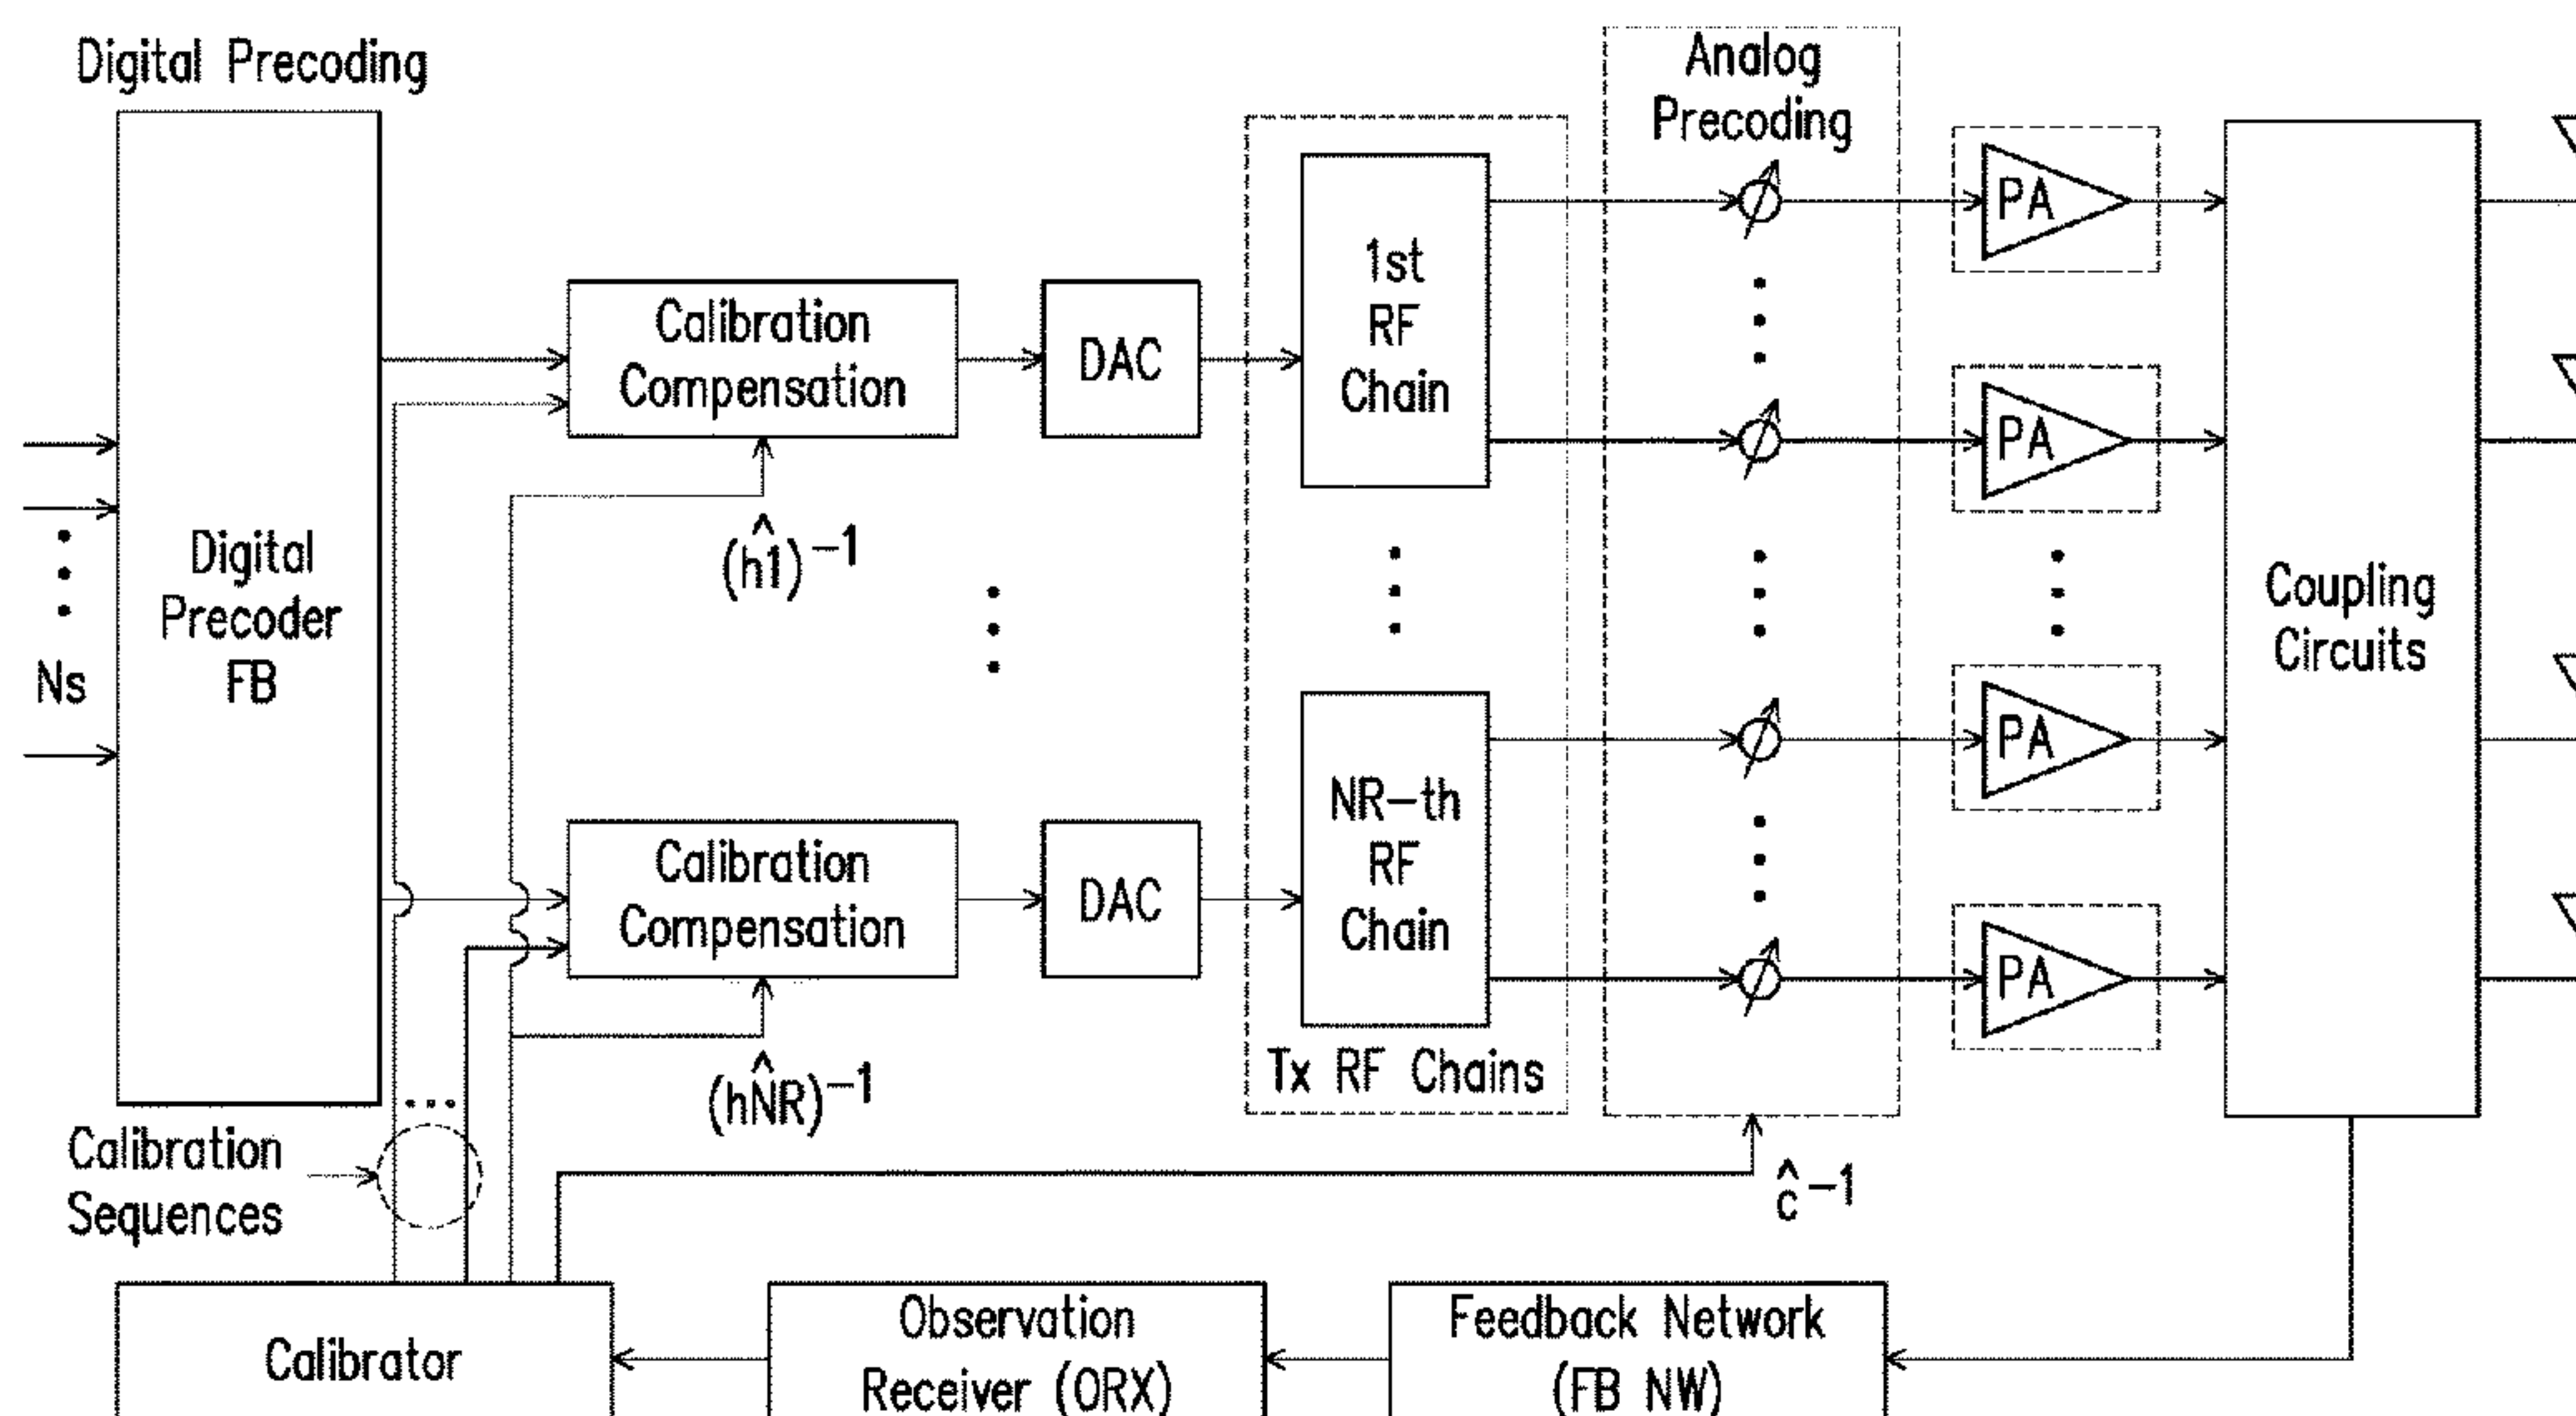 Digital Precoding
Analog
Precoding
Ns
Digital
Precoder
FB
Calibration
Compensation
(ĥ1)⁻¹
DAC
1st
RF
Chain
PA
PA
PA
PA
Coupling
Circuits
Calibration
Compensation
(hN̂R)⁻¹
DAC
NR-th
RF
Chain
Tx RF Chains
Calibration
Sequences
ĉ⁻¹
Calibrator
Observation
Receiver (ORX)
Feedback Network
(FB NW)